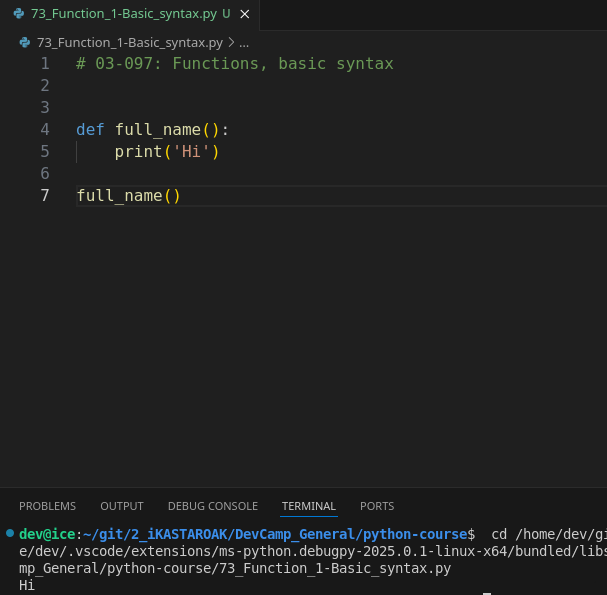 73_Function_1-Basic_syntax.py U
73_Function_1-Basic_syntax.py > ...
1 # 03-097: Functions, basic syntax
2
3
4 def full_name():
5     print('Hi')
6
7 full_name()
PROBLEMS OUTPUT DEBUG CONSOLE TERMINAL PORTS
dev@ice:~/git/2_iKASTAROAK/DevCamp_General/python-course$  cd /home/dev/gi
e/dev/.vscode/extensions/ms-python.debugpy-2025.0.1-linux-x64/bundled/libs
mp_General/python-course/73_Function_1-Basic_syntax.py
Hi